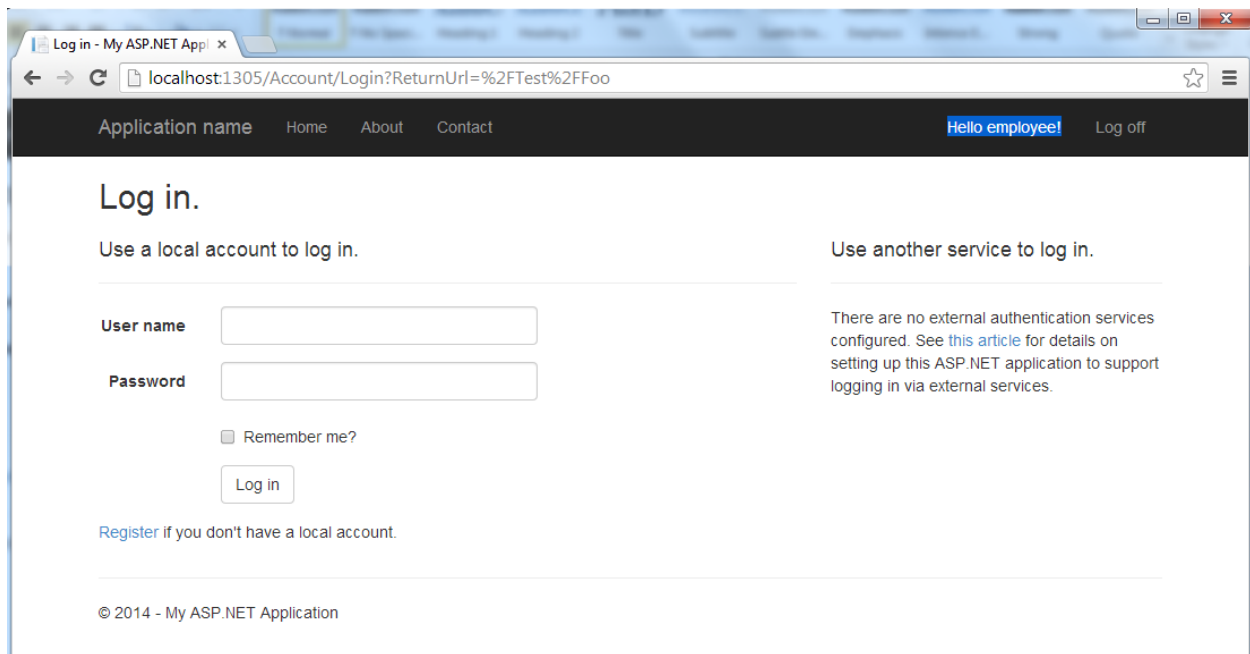 Log in - My ASP.NET Appl
localhost:1305/Account/Login?ReturnUrl=%2FTest%2FFoo
Application name Home About Contact Hello employee! Log off
Log in.
Use a local account to log in.
User name
Password
Remember me?
Log in
Register if you don't have a local account.
Use another service to log in.
There are no external authentication services
configured. See this article for details on
setting up this ASP.NET application to support
logging in via external services.
© 2014 - My ASP.NET Application